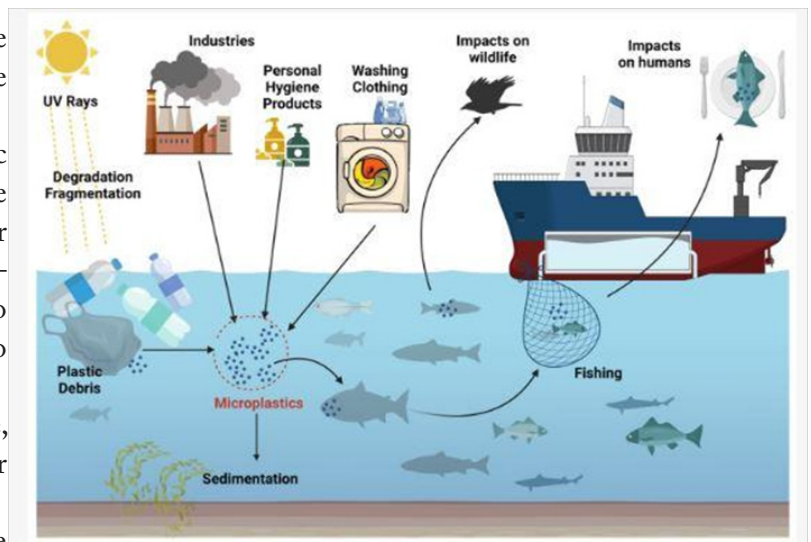 Industries
Impacts on
wildlife
Impacts
on humans
Personal
Hygiene
Products
Washing
Clothing
UV Rays
Degradation
Fragmentation
Plastic
Debris
Microplastics
Fishing
Sedimentation